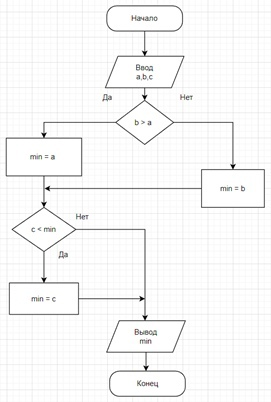 Начало
Ввод
a,b,c
Да
Нет
b > a
min = a
min = b
c < min
Нет
Да
min = c
Вывод
min
Конец